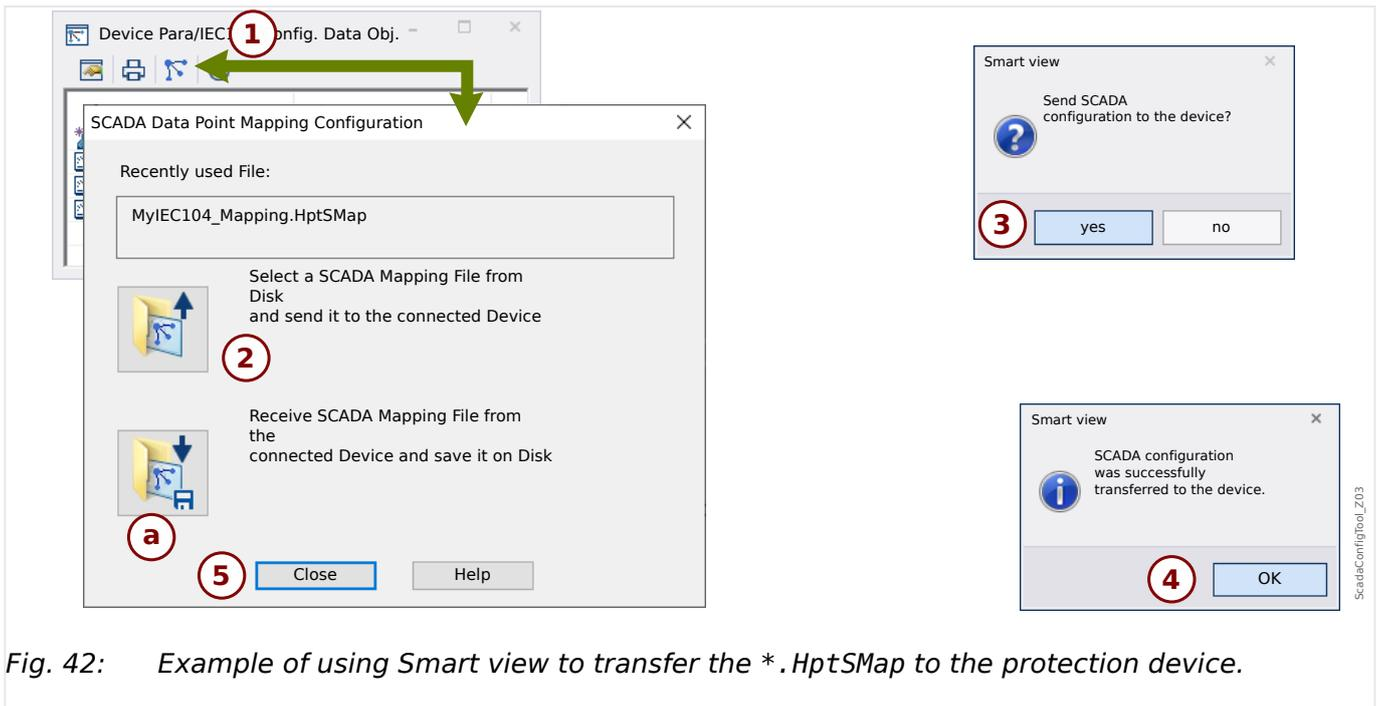 Device Para/IEC1 onfig. Data Obj.
1
SCADA Data Point Mapping Configuration
Recently used File:
MyIEC104_Mapping.HptSMap
Select a SCADA Mapping File from
Disk
and send it to the connected Device
2
Receive SCADA Mapping File from
the
connected Device and save it on Disk
a
5
Close
Help
Smart view
Send SCADA
configuration to the device?
3
yes
no
Smart view
SCADA configuration
was successfully
transferred to the device.
4
OK
ScadaConfigTool_Z03
Fig. 42: Example of using Smart view to transfer the *.HptSMap to the protection device.